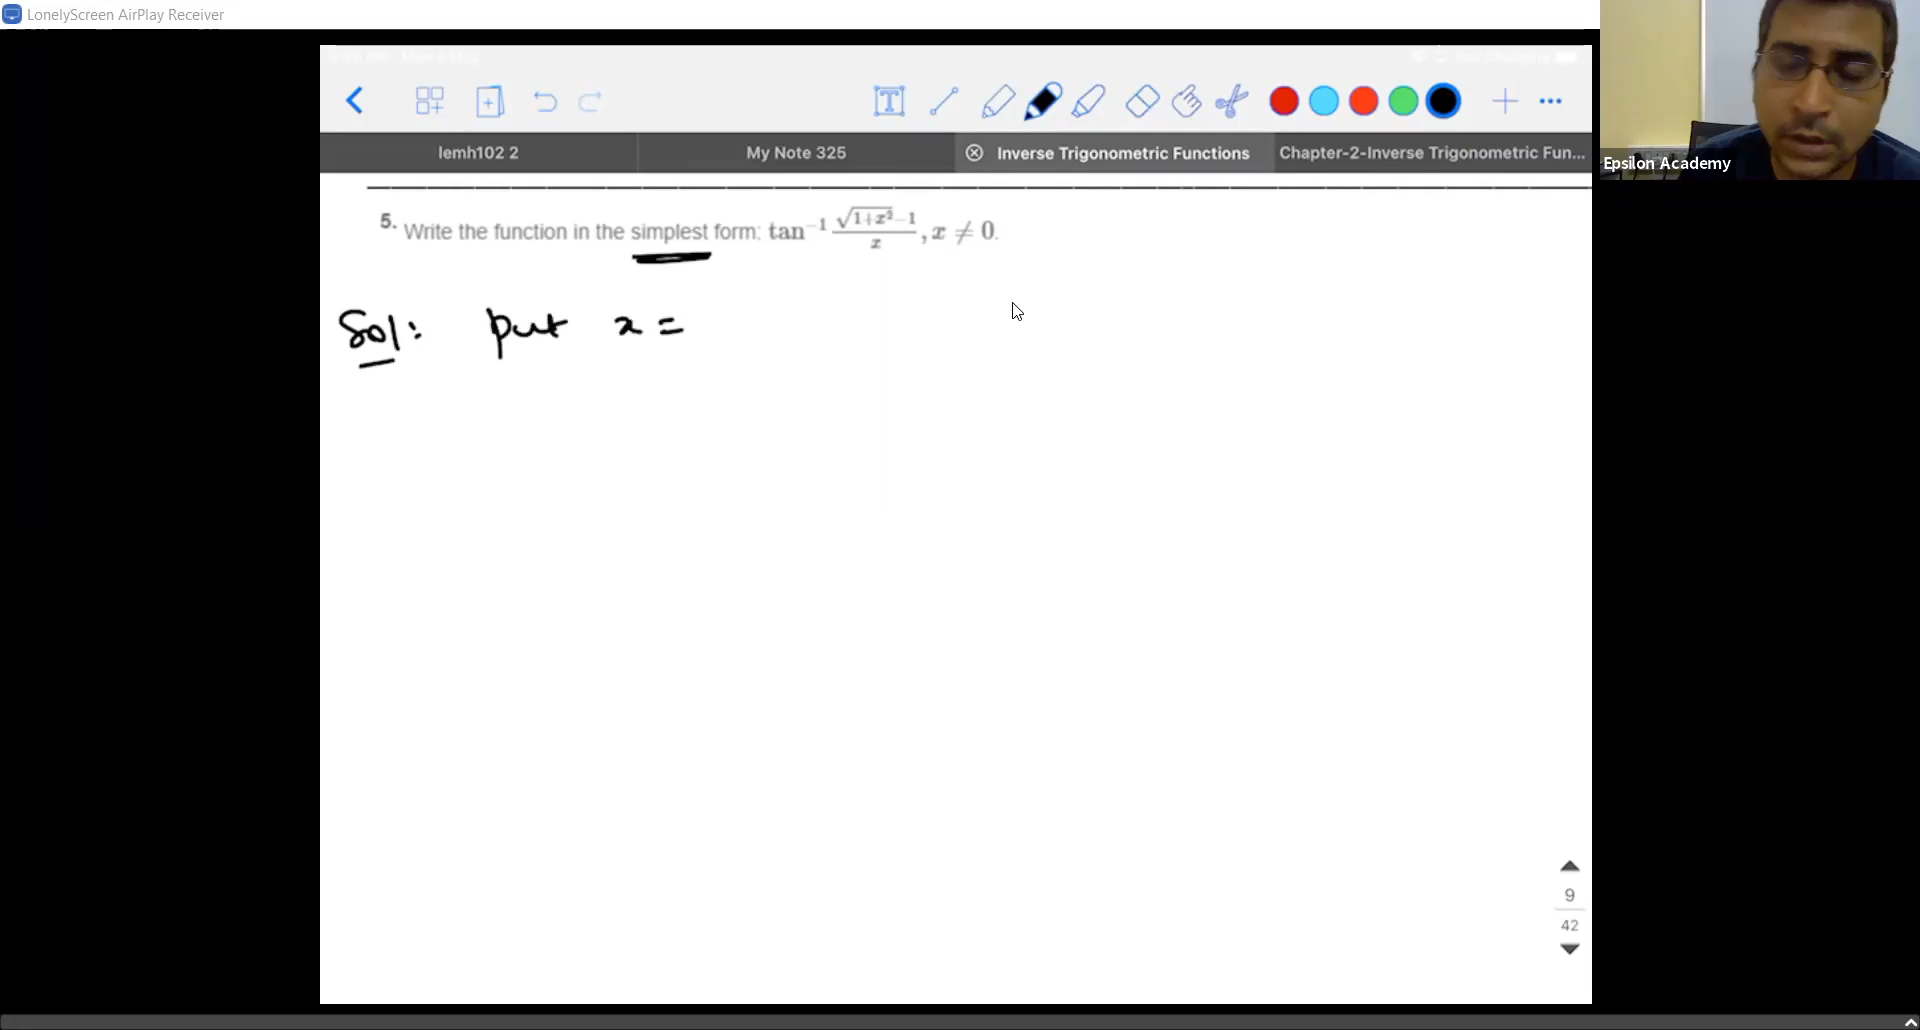 LonelyScreen AirPlay Receiver
lemh102 2
My Note 325
Inverse Trigonometric Functions
Chapter-2-Inverse Trigonometric Fun...
Epsilon Academy
5. Write the function in the simplest form: tan⁻¹ (√(1+x²)−1)/x, x ≠ 0.
Sol: put x =
9
42